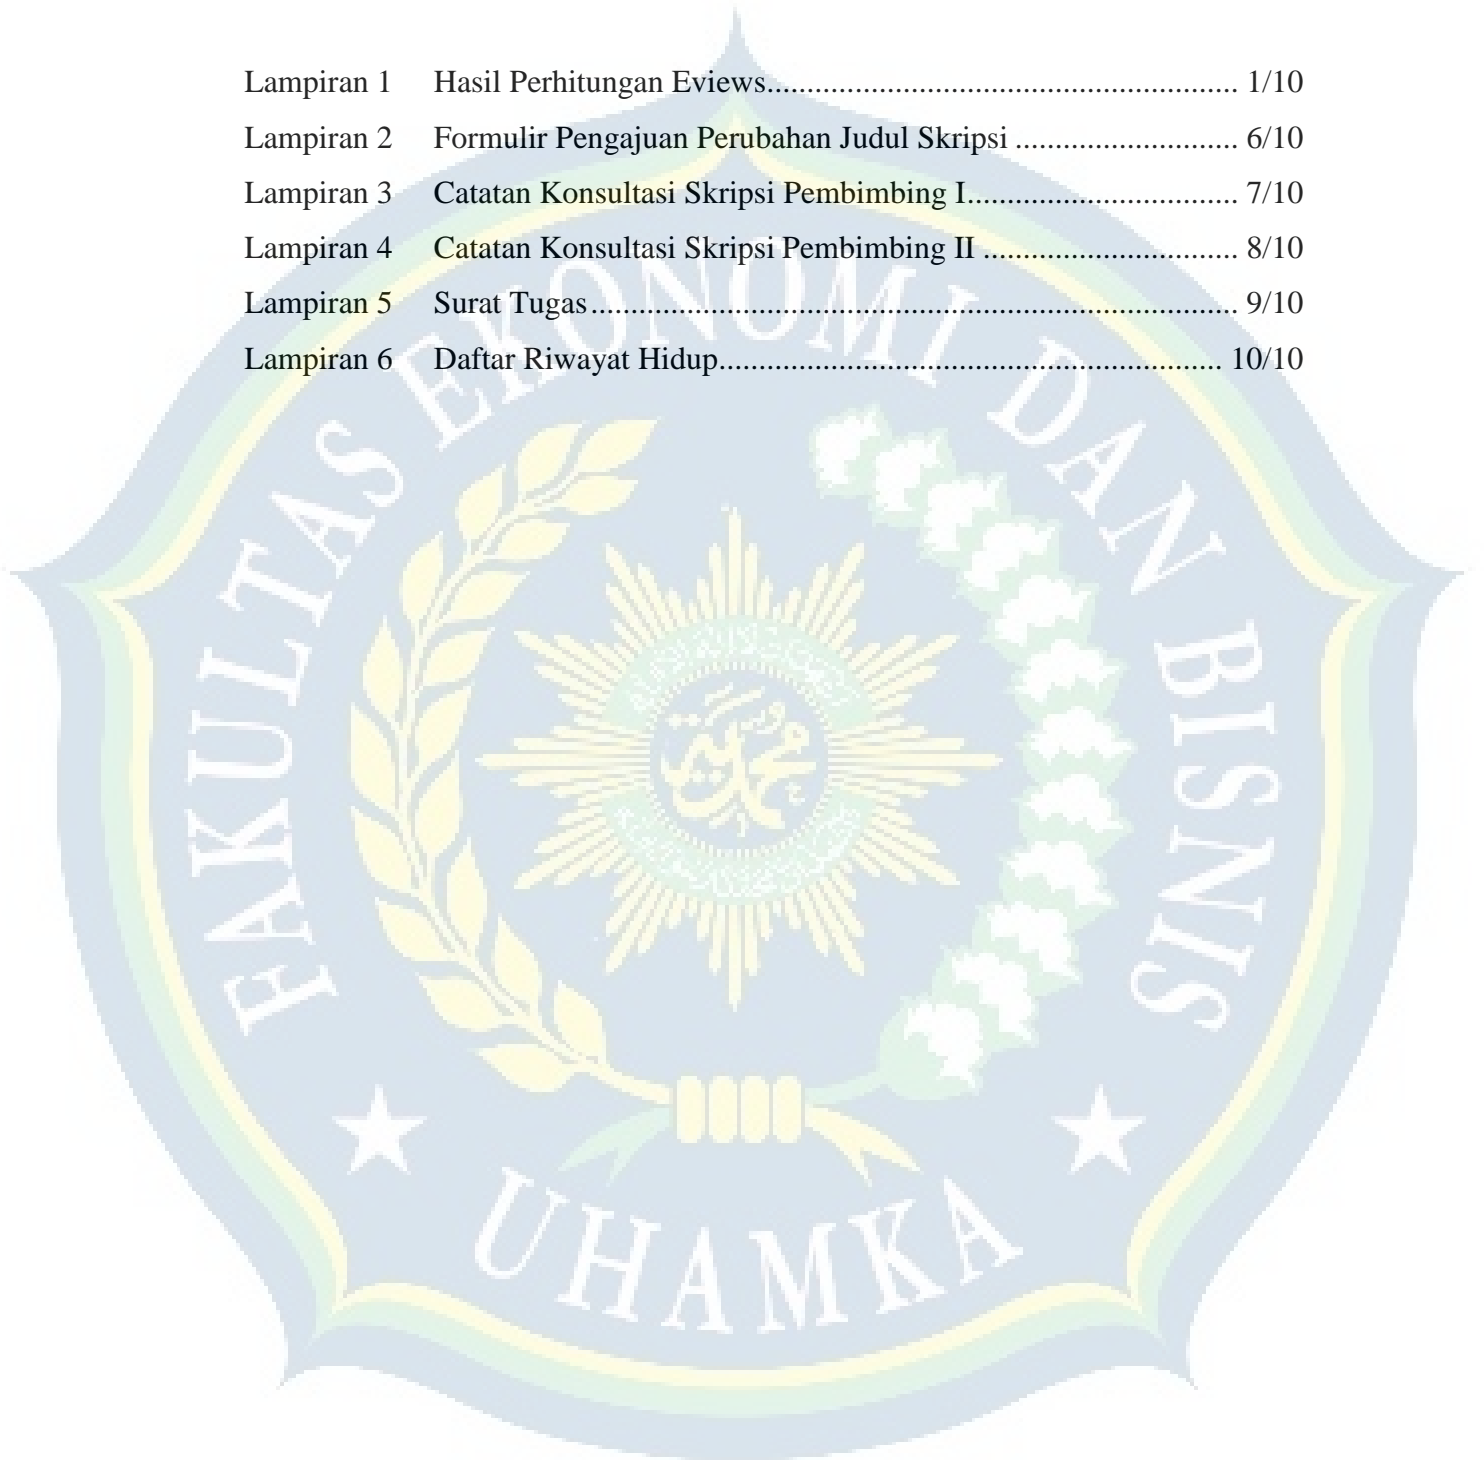 Lampiran 1 Hasil Perhitungan Eviews............................................................ 1/10
Lampiran 2 Formulir Pengajuan Perubahan Judul Skripsi ............................ 6/10
Lampiran 3 Catatan Konsultasi Skripsi Pembimbing I.................................. 7/10
Lampiran 4 Catatan Konsultasi Skripsi Pembimbing II ................................ 8/10
Lampiran 5 Surat Tugas.................................................................................. 9/10
Lampiran 6 Daftar Riwayat Hidup................................................................ 10/10
FAKULTAS EKONOMI DAN BISNIS
UHAMKA